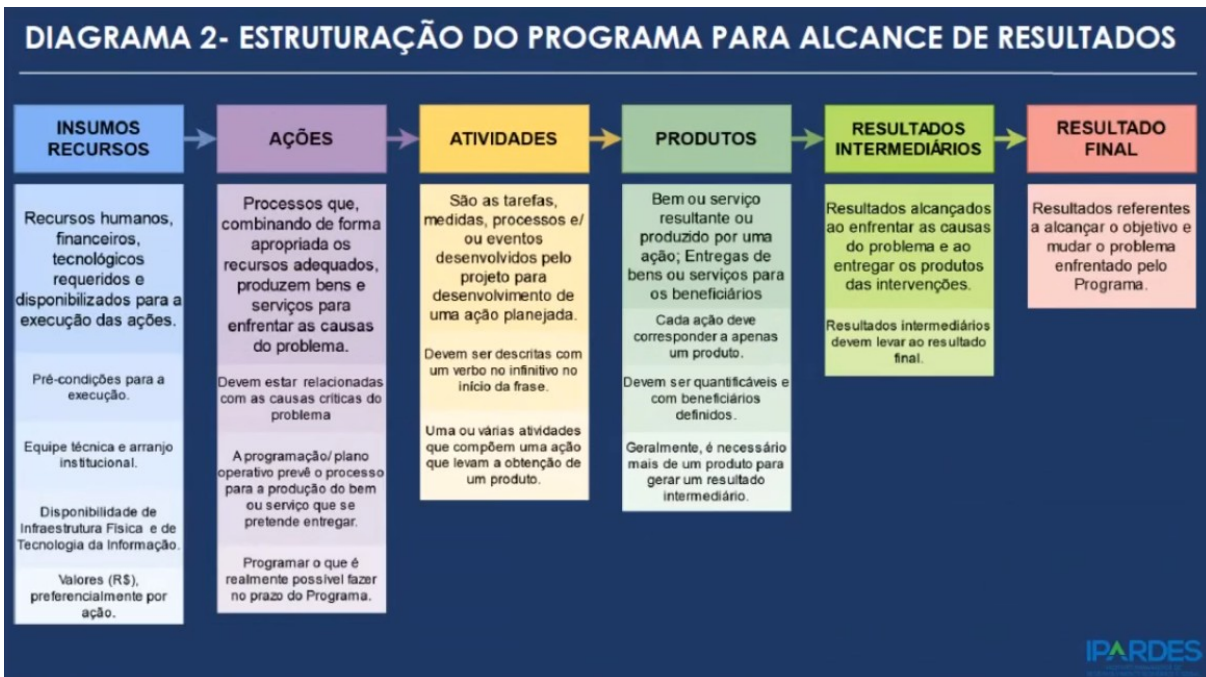 DIAGRAMA 2- ESTRUTURAÇÃO DO PROGRAMA PARA ALCANCE DE RESULTADOS
INSUMOS
RECURSOS
Recursos humanos,
financeiros,
tecnológicos
requeridos e
disponibilizados para a
execução das ações.
Pré-condições para a
execução.
Equipe técnica e arranjo
institucional.
Disponibilidade de
Infraestrutura Física e de
Tecnologia da Informação.
Valores (R$),
preferencialmente por
ação.
AÇÕES
Processos que,
combinando de forma
apropriada os
recursos adequados,
produzem bens e
serviços para
enfrentar as causas
do problema.
Devem estar relacionadas
com as causas críticas do
problema
A programação/ plano
operativo prevê o processo
para a produção do bem
ou serviço que se
pretende entregar.
Programar o que é
realmente possível fazer
no prazo do Programa.
ATIVIDADES
São as tarefas,
medidas, processos e/
ou eventos
desenvolvidos pelo
projeto para
desenvolvimento de
uma ação planejada.
Devem ser descritas com
um verbo no infinitivo no
início da frase.
Uma ou várias atividades
que compõem uma ação
que levam a obtenção de
um produto.
PRODUTOS
Bem ou serviço
resultante ou
produzido por uma
ação; Entregas de
bens ou serviços para
os beneficiários
Cada ação deve
corresponder a apenas
um produto.
Devem ser quantificáveis e
com beneficiários
definidos.
Geralmente, é necessário
mais de um produto para
gerar um resultado
intermediário.
RESULTADOS
INTERMEDIÁRIOS
Resultados alcançados
ao enfrentar as causas
do problema e ao
entregar os produtos
das intervenções.
Resultados intermediários
devem levar ao resultado
final.
RESULTADO
FINAL
Resultados referentes
a alcançar o objetivo e
mudar o problema
enfrentado pelo
Programa.
IPARDES